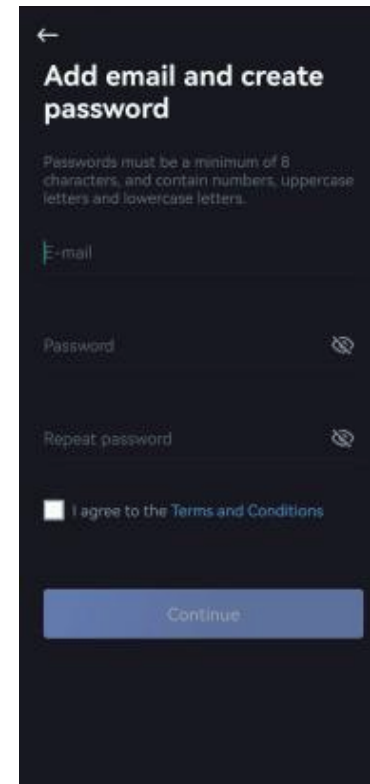 Add email and create
password
Passwords must be a minimum of 8
characters, and contain numbers, uppercase
letters and lowercase letters.
E-mail
Password
Repeat password
I agree to the Terms and Conditions
Continue